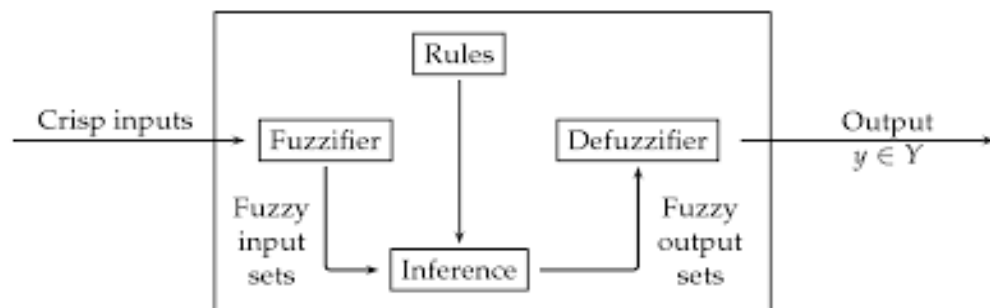 Rules
Crisp inputs
Fuzzifier
Defuzzifier
Output
y ∈ Y
Fuzzy
input
sets
Fuzzy
output
sets
Inference